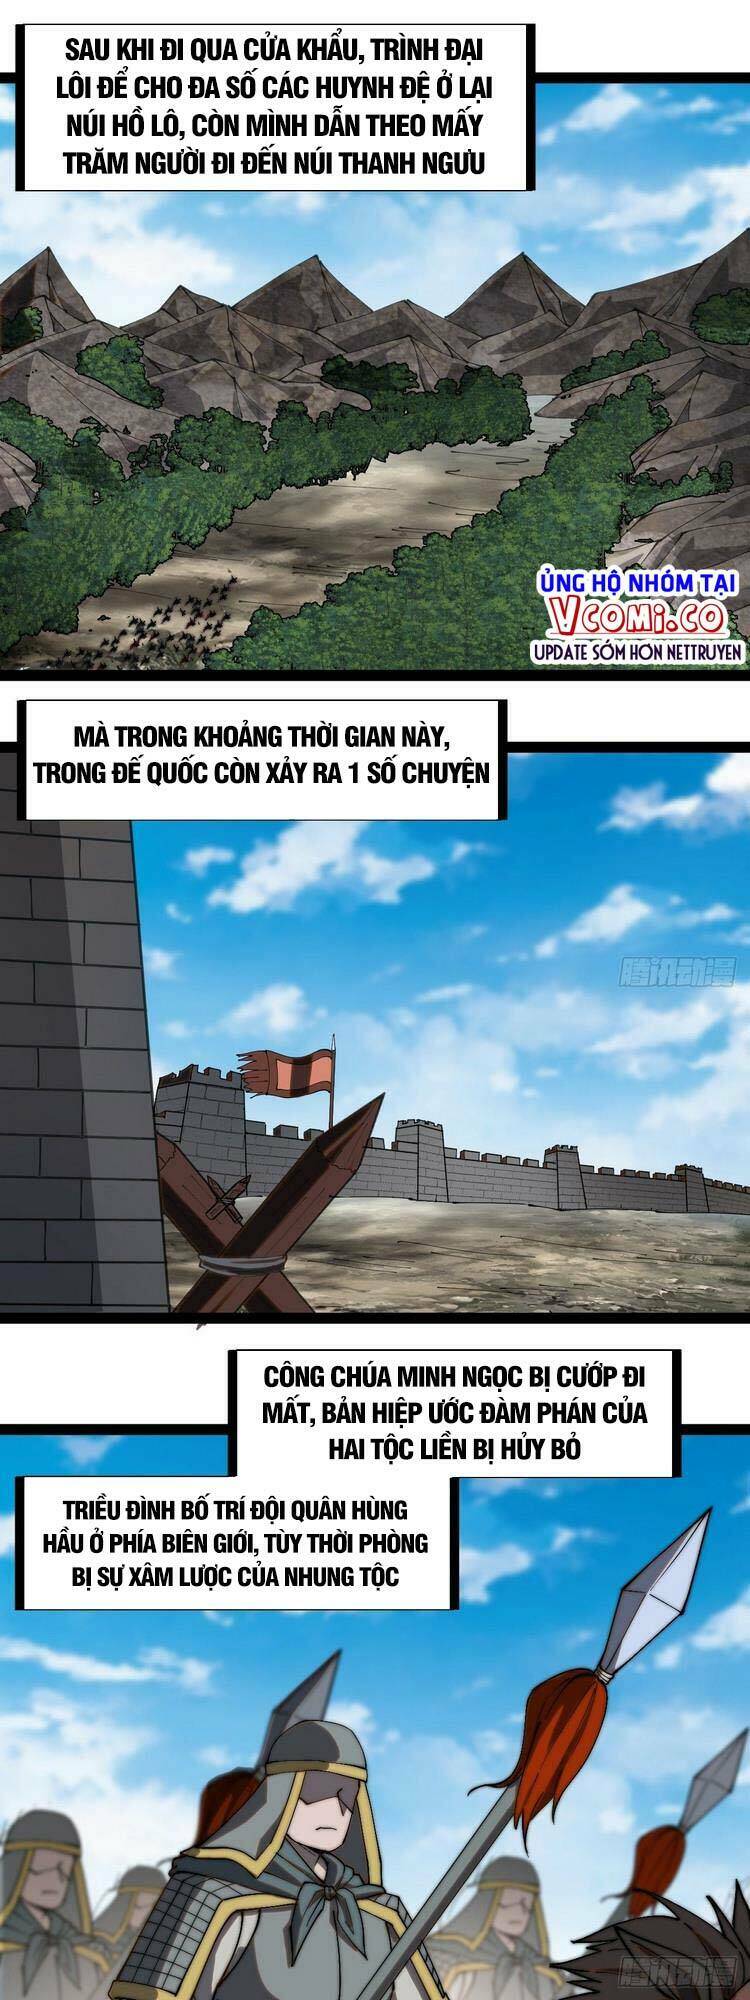 SAU KHI ĐI QUA CỬA KHẨU, TRÌNH ĐẠI
LÔI ĐỂ CHO ĐA SỐ CÁC HUYNH ĐỆ Ở LẠI
NÚI HỒ LÔ, CÒN MÌNH DẪN THEO MẤY
TRĂM NGƯỜI ĐI ĐẾN NÚI THANH NGƯU
ỦNG HỘ NHÓM TẠI
VCOMI.CO
UPDATE SỚM HƠN NETTRUYEN
MÀ TRONG KHOẢNG THỜI GIAN NÀY,
TRONG ĐẾ QUỐC CÒN XẢY RA 1 SỐ CHUYỆN
腾讯动漫
CÔNG CHÚA MINH NGỌC BỊ CƯỚP ĐI
MẤT, BẢN HIỆP ƯỚC ĐÀM PHÁN CỦA
HAI TỘC LIỀN BỊ HỦY BỎ
TRIỀU ĐÌNH BỐ TRÍ ĐỘI QUÂN HÙNG
HẦU Ở PHÍA BIÊN GIỚI, TÙY THỜI PHÒNG
BỊ SỰ XÂM LƯỢC CỦA NHUNG TỘC
腾讯动漫